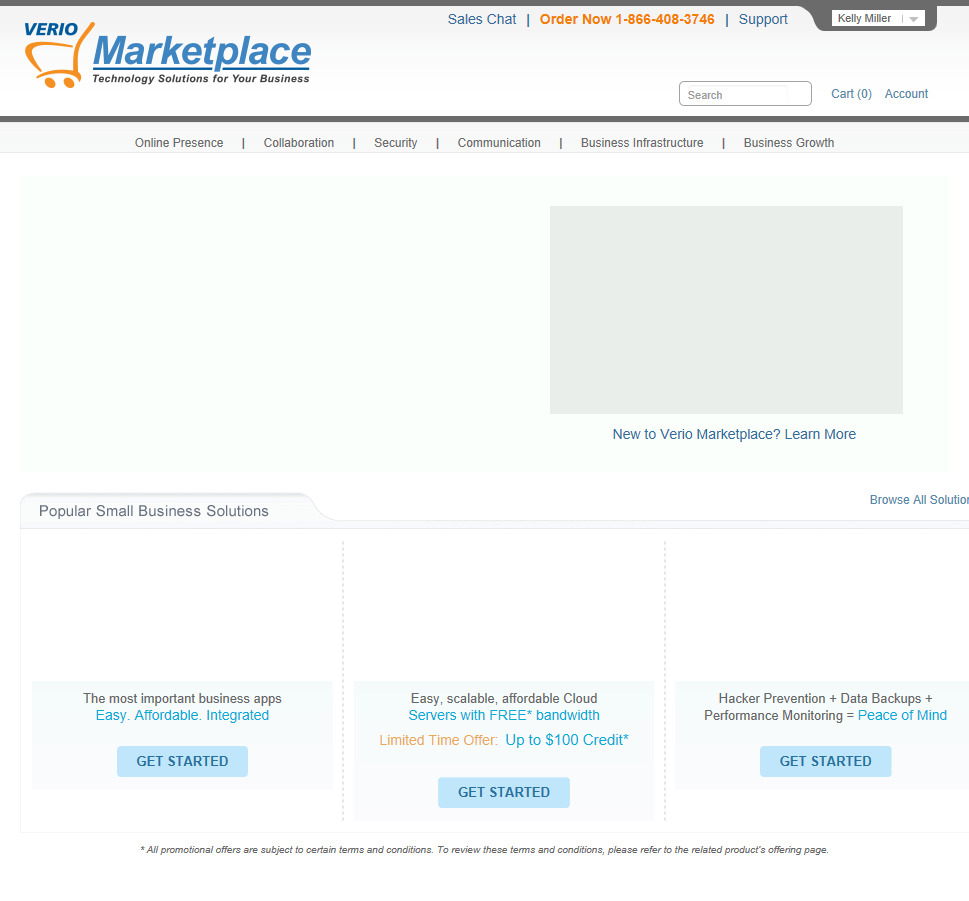 Sales Chat | Order Now 1-866-408-3746 | Support
Kelly Miller
VERIO
Marketplace
Technology Solutions for Your Business
Search
Cart (0) Account
Online Presence | Collaboration | Security | Communication | Business Infrastructure | Business Growth
New to Verio Marketplace? Learn More
Popular Small Business Solutions
Browse All Solution
The most important business apps
Easy. Affordable. Integrated
GET STARTED
Easy, scalable, affordable Cloud
Servers with FREE* bandwidth
Limited Time Offer: Up to $100 Credit*
GET STARTED
Hacker Prevention + Data Backups +
Performance Monitoring = Peace of Mind
GET STARTED
* All promotional offers are subject to certain terms and conditions. To review these terms and conditions, please refer to the related product's offering page.